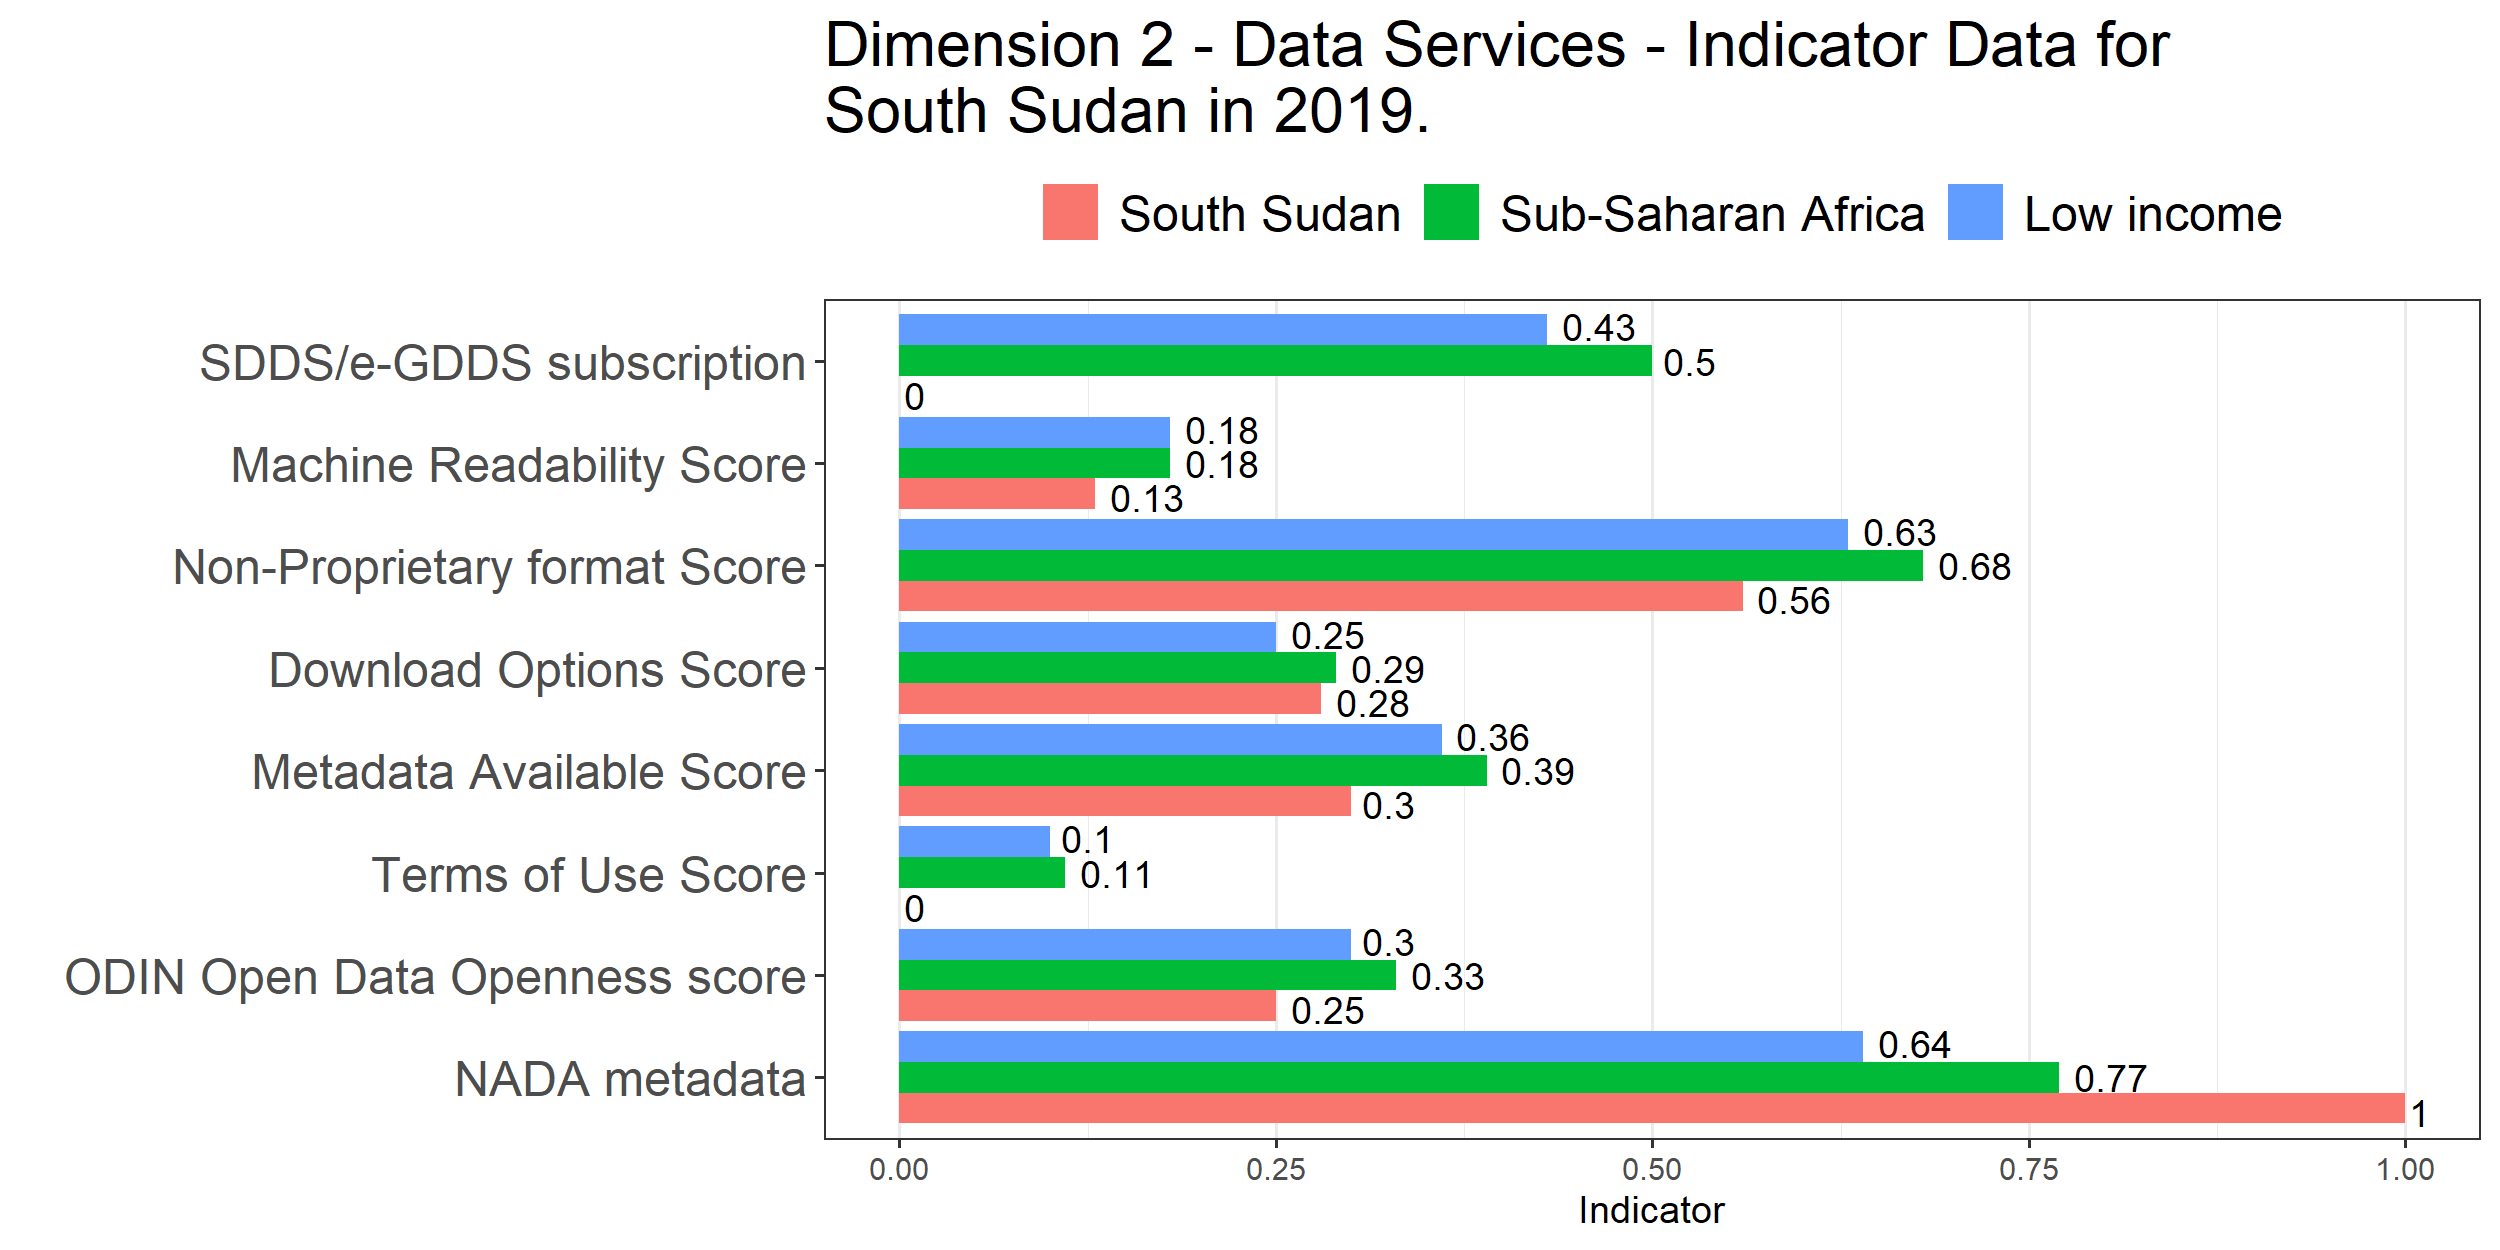 Dimension 2 - Data Services - Indicator Data for
South Sudan in 2019.
South Sudan
Sub-Saharan Africa
Low income
SDDS/e-GDDS subscription
0.43
0.5
0
Machine Readability Score
0.18
0.18
0.13
Non-Proprietary format Score
0.63
0.68
0.56
Download Options Score
0.25
0.29
0.28
Metadata Available Score
0.36
0.39
0.3
Terms of Use Score
0.1
0.11
0
ODIN Open Data Openness score
0.3
0.33
0.25
NADA metadata
0.64
0.77
1
0.00
0.25
0.50
0.75
1.00
Indicator